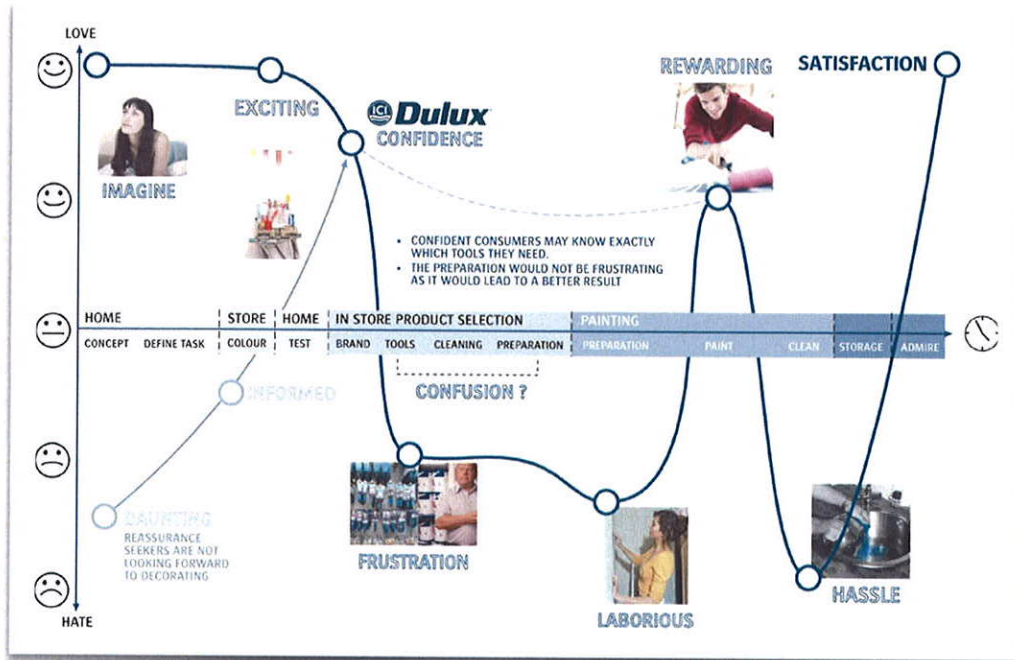 LOVE
EXCITING
ICI Dulux
CONFIDENCE
REWARDING
SATISFACTION
IMAGINE
• CONFIDENT CONSUMERS MAY KNOW EXACTLY
WHICH TOOLS THEY NEED.
• THE PREPARATION WOULD NOT BE FRUSTRATING
AS IT WOULD LEAD TO A BETTER RESULT
HOME STORE HOME IN STORE PRODUCT SELECTION PAINTING
CONCEPT DEFINE TASK COLOUR TEST BRAND TOOLS CLEANING PREPARATION PREPARATION PAINT CLEAN STORAGE ADMIRE
CONFUSION ?
INFORMED
DAUNTING
REASSURANCE
SEEKERS ARE NOT
LOOKING FORWARD
TO DECORATING
FRUSTRATION
LABORIOUS
HASSLE
HATE